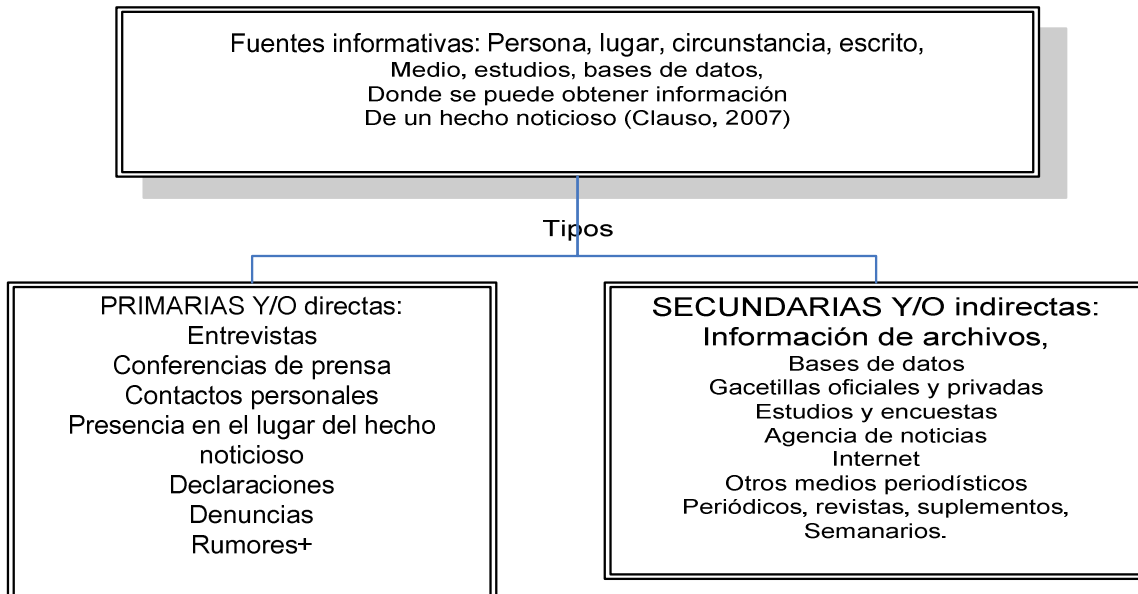 Fuentes informativas: Persona, lugar, circunstancia, escrito,
Medio, estudios, bases de datos,
Donde se puede obtener información
De un hecho noticioso (Clauso, 2007)
Tipos
PRIMARIAS Y/O directas:
Entrevistas
Conferencias de prensa
Contactos personales
Presencia en el lugar del hecho
noticioso
Declaraciones
Denuncias
Rumores+
SECUNDARIAS Y/O indirectas:
Información de archivos,
Bases de datos
Gacetillas oficiales y privadas
Estudios y encuestas
Agencia de noticias
Internet
Otros medios periodísticos
Periódicos, revistas, suplementos,
Semanarios.